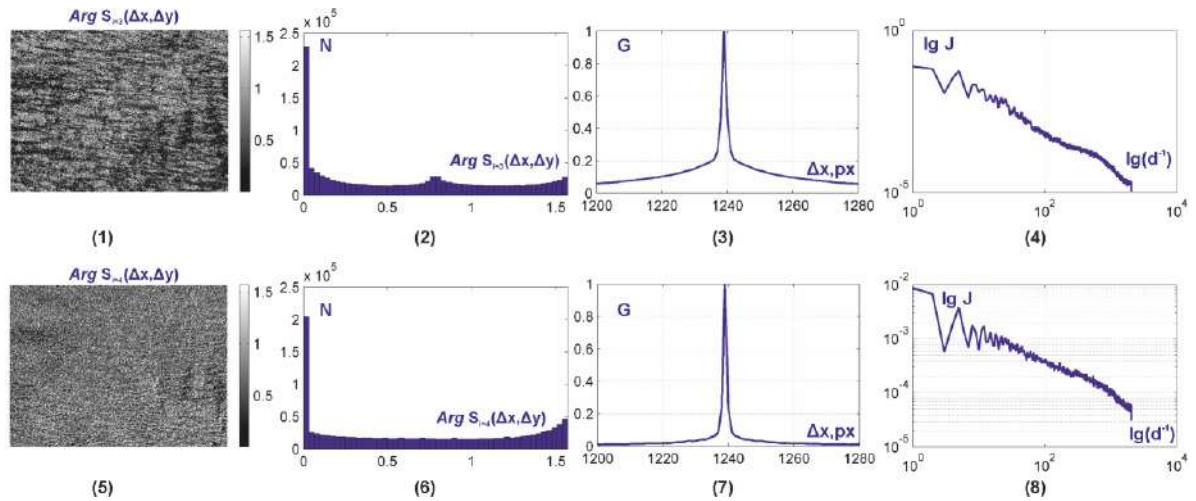 Arg S i=3 (Δx,Δy)
1
0.5
(1)
× 10^5
2.5
2
1.5
1
0.5
0
N
Arg S i=3 (Δx,Δy)
0 0.5 1 1.5
(2)
1
0.8
0.6
0.4
0.2
0
G
Δx,px
1200 1220 1240 1260 1280
(3)
10^0
10^-5
lg J
lg(d^-1)
10^0 10^2 10^4
(4)
Arg S i=4 (Δx,Δy)
1.5
1
0.5
(5)
× 10^5
2.5
2
1.5
1
0.5
0
N
Arg S i=4 (Δx,Δy)
0 0.5 1 1.5
(6)
1
0.8
0.6
0.4
0.2
0
G
Δx,px
1200 1220 1240 1260 1280
(7)
10^-2
10^-3
10^-4
10^-5
lg J
lg(d^-1)
10^0 10^2 10^4
(8)